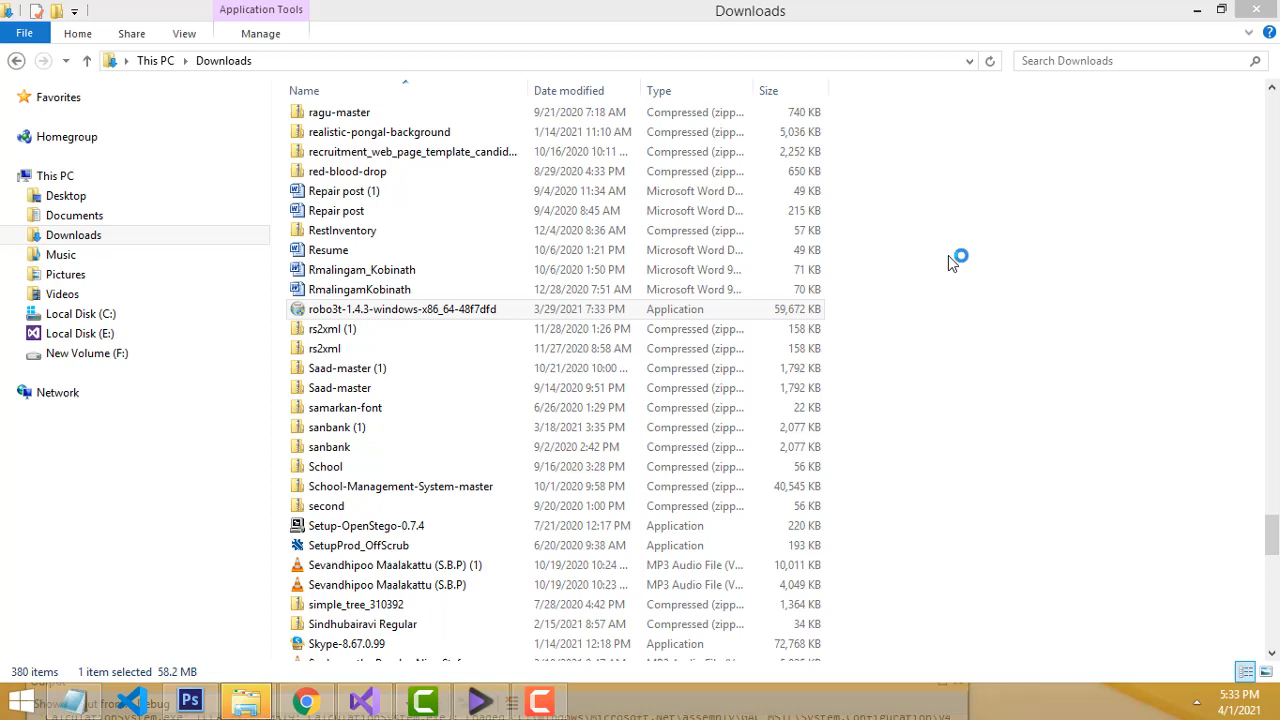 Application Tools
Downloads
File
Home
Share
View
Manage
This PC
Downloads
Search Downloads
Name
Date modified
Type
Size
Favorites
Homegroup
This PC
Desktop
Documents
Downloads
Music
Pictures
Videos
Local Disk (C:)
Local Disk (E:)
New Volume (F:)
Network
ragu-master 9/21/2020 7:18 AM Compressed (zipp... 740 KB
realistic-pongal-background 1/14/2021 11:10 AM Compressed (zipp... 5,036 KB
recruitment_web_page_template_candid... 10/16/2020 10:11 ... Compressed (zipp... 2,252 KB
red-blood-drop 8/29/2020 4:33 PM Compressed (zipp... 650 KB
Repair post (1) 9/4/2020 11:34 AM Microsoft Word D... 49 KB
Repair post 9/4/2020 8:45 AM Microsoft Word D... 215 KB
RestInventory 12/4/2020 8:36 AM Compressed (zipp... 57 KB
Resume 10/6/2020 1:21 PM Microsoft Word D... 49 KB
Rmalingam_Kobinath 10/6/2020 1:50 PM Microsoft Word 9... 71 KB
RmalingamKobinath 12/28/2020 7:51 AM Microsoft Word 9... 70 KB
robo3t-1.4.3-windows-x86_64-48f7dfd 3/29/2021 7:33 PM Application 59,672 KB
rs2xml (1) 11/28/2020 1:26 PM Compressed (zipp... 158 KB
rs2xml 11/27/2020 8:58 AM Compressed (zipp... 158 KB
Saad-master (1) 10/21/2020 10:00 ... Compressed (zipp... 1,792 KB
Saad-master 9/14/2020 9:51 PM Compressed (zipp... 1,792 KB
samarkan-font 6/26/2020 1:29 PM Compressed (zipp... 22 KB
sanbank (1) 3/18/2021 3:35 PM Compressed (zipp... 2,077 KB
sanbank 9/2/2020 2:42 PM Compressed (zipp... 2,077 KB
School 9/16/2020 3:28 PM Compressed (zipp... 56 KB
School-Management-System-master 10/1/2020 9:58 PM Compressed (zipp... 40,545 KB
second 9/20/2020 1:00 PM Compressed (zipp... 56 KB
Setup-OpenStego-0.7.4 7/21/2020 12:17 PM Application 220 KB
SetupProd_OffScrub 6/20/2020 9:38 AM Application 193 KB
Sevandhipoo Maalakattu (S.B.P) (1) 10/19/2020 10:24 ... MP3 Audio File (V... 10,011 KB
Sevandhipoo Maalakattu (S.B.P) 10/19/2020 10:23 ... MP3 Audio File (V... 4,049 KB
simple_tree_310392 7/28/2020 4:42 PM Compressed (zipp... 1,364 KB
Sindhubairavi Regular 2/15/2021 8:57 AM Compressed (zipp... 34 KB
Skype-8.67.0.99 1/14/2021 12:18 PM Application 72,768 KB
380 items 1 item selected 58.2 MB
Ps
5:33 PM
4/1/2021